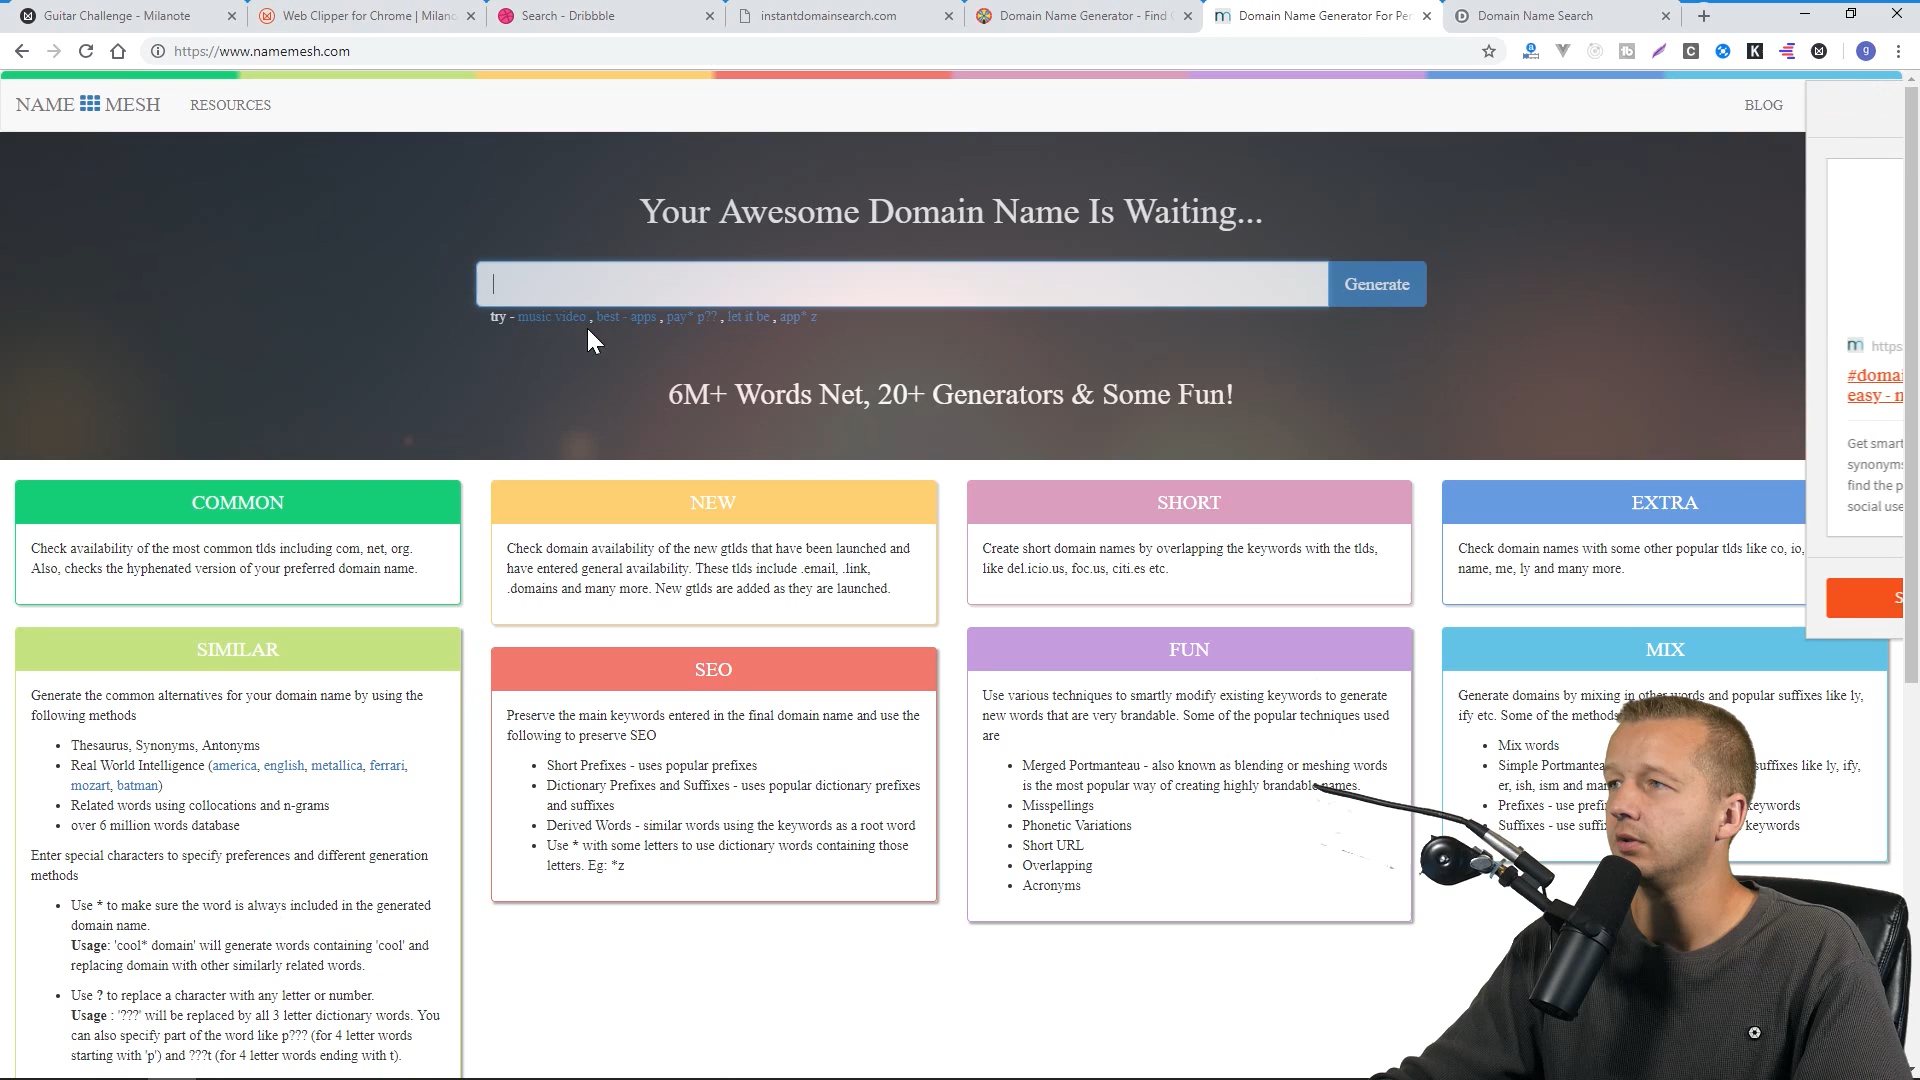 Guitar Challenge - Milanote
Web Clipper for Chrome | Milano
Search - Dribbble
instantdomainsearch.com
Domain Name Generator - Find
Domain Name Generator For Per
Domain Name Search
https://www.namemesh.com
NAME MESH
RESOURCES
BLOG
Your Awesome Domain Name Is Waiting...
Generate
try - music video , best - apps , pay* p?? , let it be , app* z
6M+ Words Net, 20+ Generators & Some Fun!
COMMON
Check availability of the most common tlds including com, net, org.
Also, checks the hyphenated version of your preferred domain name.
SIMILAR
Generate the common alternatives for your domain name by using the
following methods
• Thesaurus, Synonyms, Antonyms
• Real World Intelligence (america, english, metallica, ferrari,
mozart, batman)
• Related words using collocations and n-grams
• over 6 million words database
Enter special characters to specify preferences and different generation
methods
• Use * to make sure the word is always included in the generated
domain name.
Usage: 'cool* domain' will generate words containing 'cool' and
replacing domain with other similarly related words.
• Use ? to replace a character with any letter or number.
Usage : '???' will be replaced by all 3 letter dictionary words. You
can also specify part of the word like p??? (for 4 letter words
starting with 'p') and ???t (for 4 letter words ending with t).
NEW
Check domain availability of the new gtlds that have been launched and
have entered general availability. These tlds include .email, .link,
.domains and many more. New gtlds are added as they are launched.
SEO
Preserve the main keywords entered in the final domain name and use the
following to preserve SEO
• Short Prefixes - uses popular prefixes
• Dictionary Prefixes and Suffixes - uses popular dictionary prefixes
and suffixes
• Derived Words - similar words using the keywords as a root word
• Use * with some letters to use dictionary words containing those
letters. Eg: *z
SHORT
Create short domain names by overlapping the keywords with the tlds,
like del.icio.us, foc.us, citi.es etc.
FUN
Use various techniques to smartly modify existing keywords to generate
new words that are very brandable. Some of the popular techniques used
are
• Merged Portmanteau - also known as blending or meshing words
is the most popular way of creating highly brandable names.
• Misspellings
• Phonetic Variations
• Short URL
• Overlapping
• Acronyms
EXTRA
Check domain names with some other popular tlds like co, io,
name, me, ly and many more.
MIX
Generate domains by mixing in other words and popular suffixes like ly,
ify etc. Some of the methods
• Mix words
• Simple Portmantea uffixes like ly, ify,
er, ish, ism and ma
• Prefixes - use prefi keywords
• Suffixes - use suffi keywords
m https
#domai
easy - n
Get smart
synonyms
find the p
social use
S